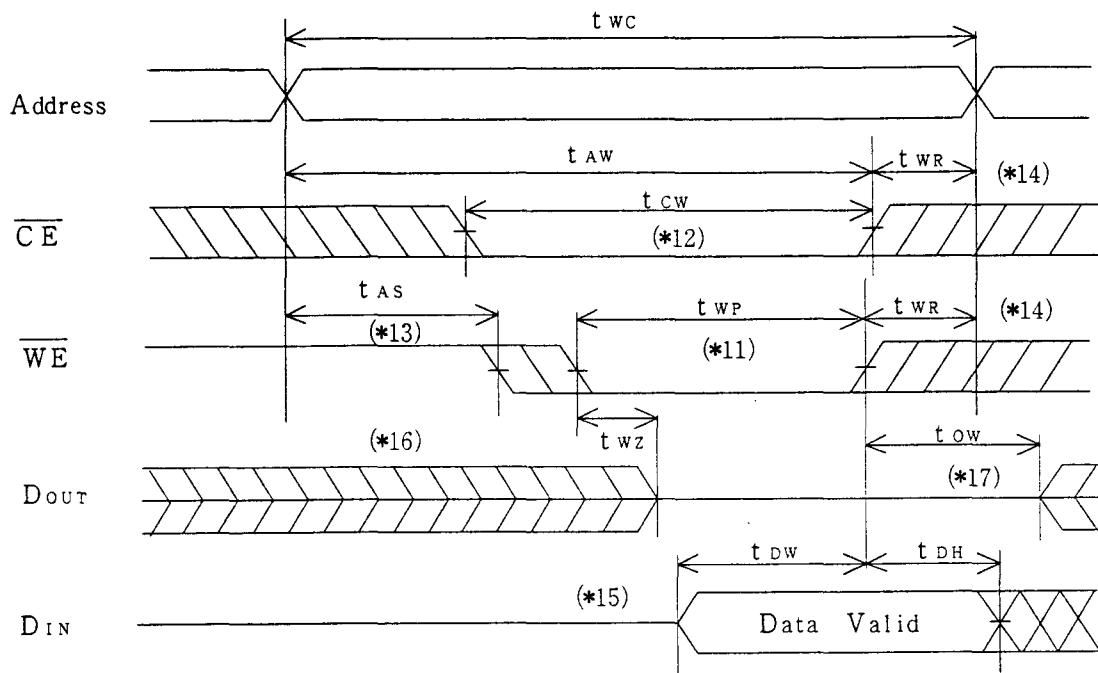 t WC
Address
t AW
t WR
(*14)
CE
t CW
(*12)
t AS
(*13)
t WP
(*11)
t WR
(*14)
WE
t WZ
t OW
(*16)
(*17)
DOUT
t DW
t DH
(*15)
DIN
Data Valid